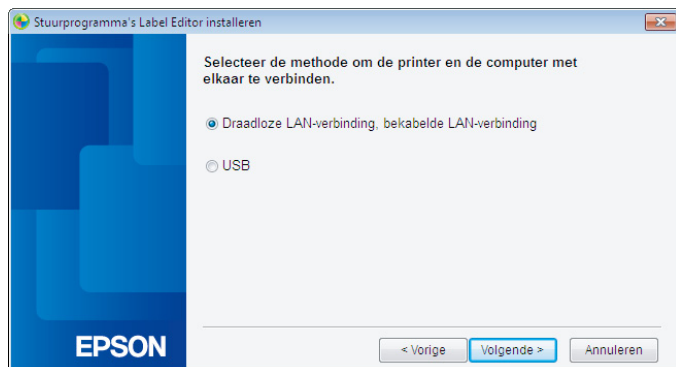 Stuurprogramma's Label Editor installeren
Selecteer de methode om de printer en de computer met
elkaar te verbinden.
Draadloze LAN-verbinding, bekabelde LAN-verbinding
USB
EPSON
< Vorige
Volgende >
Annuleren